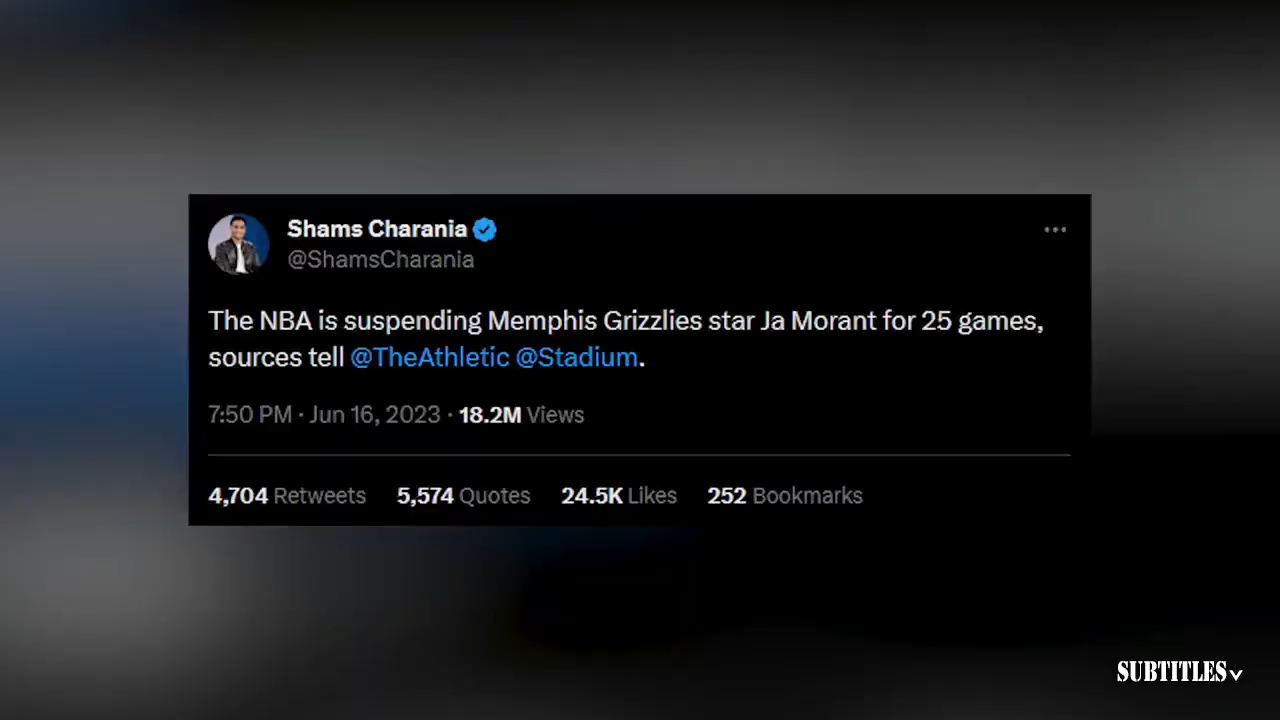 Shams Charania
@ShamsCharania
The NBA is suspending Memphis Grizzlies star Ja Morant for 25 games,
sources tell @TheAthletic @Stadium.
7:50 PM · Jun 16, 2023 · 18.2M Views
4,704 Retweets 5,574 Quotes 24.5K Likes 252 Bookmarks
SUBTITLES